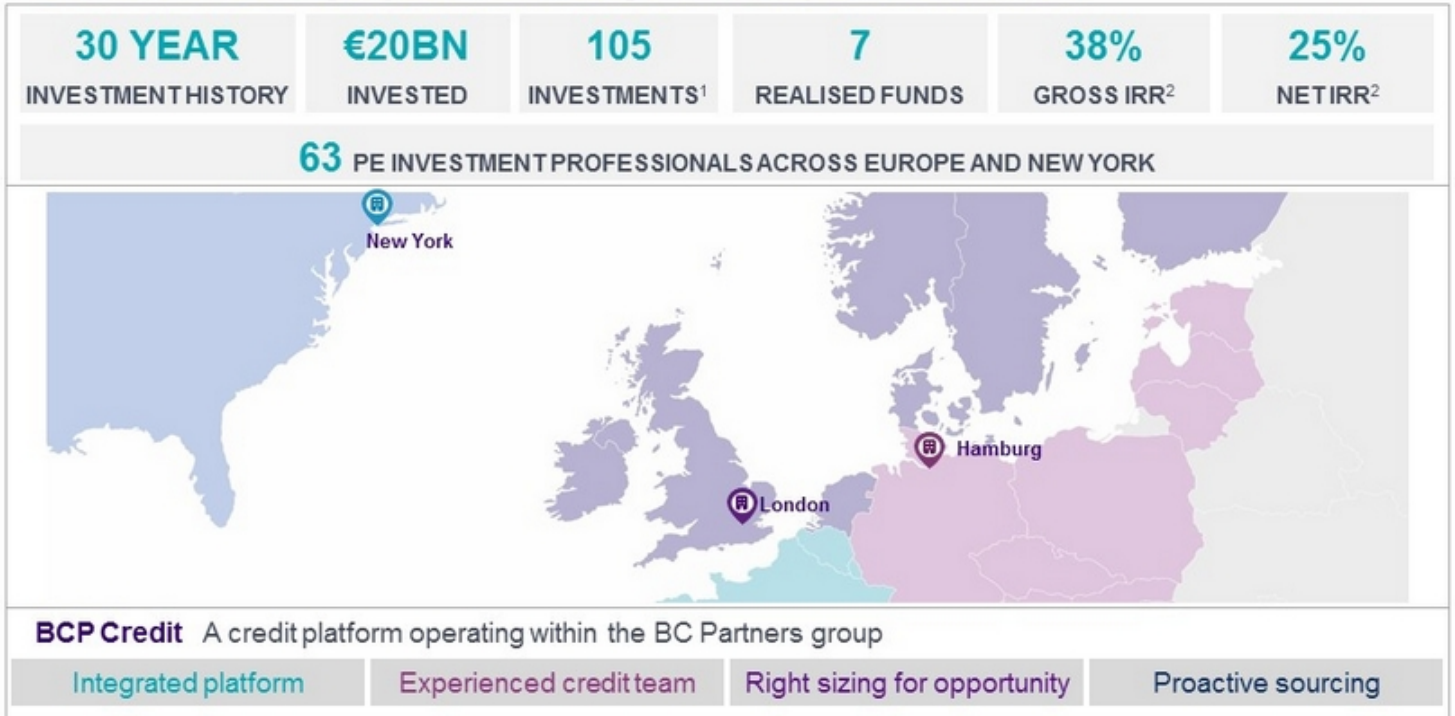 30 YEAR
INVESTMENT HISTORY
€20BN
INVESTED
105
INVESTMENTS¹
7
REALISED FUNDS
38%
GROSS IRR²
25%
NET IRR²
63 PE INVESTMENT PROFESSIONALS ACROSS EUROPE AND NEW YORK
New York
Hamburg
London
BCP Credit A credit platform operating within the BC Partners group
Integrated platform
Experienced credit team
Right sizing for opportunity
Proactive sourcing